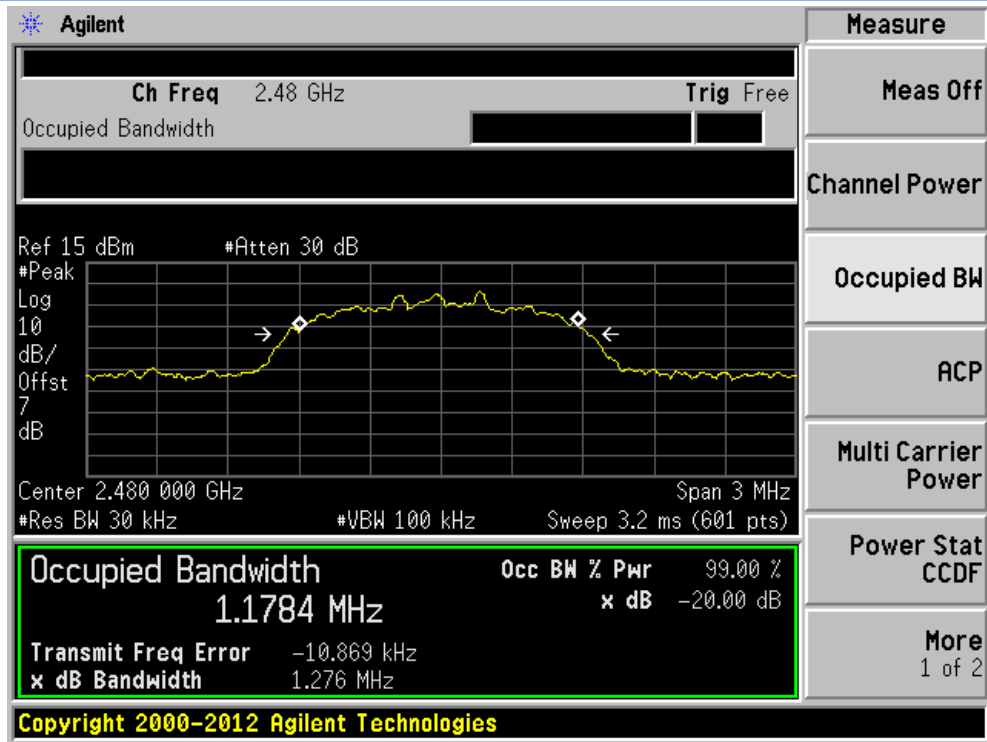 Agilent
Measure
Ch Freq 2.48 GHz Trig Free
Occupied Bandwidth
Meas Off
Channel Power
Occupied BW
ACP
Multi Carrier
Power
Power Stat
CCDF
More
1 of 2
Ref 15 dBm #Atten 30 dB
#Peak
Log
10
dB/
Offst
7
dB
Center 2.480 000 GHz Span 3 MHz
#Res BW 30 kHz #VBW 100 kHz Sweep 3.2 ms (601 pts)
Occupied Bandwidth Occ BW % Pwr 99.00 %
1.1784 MHz x dB -20.00 dB
Transmit Freq Error -10.869 kHz
x dB Bandwidth 1.276 MHz
Copyright 2000-2012 Agilent Technologies